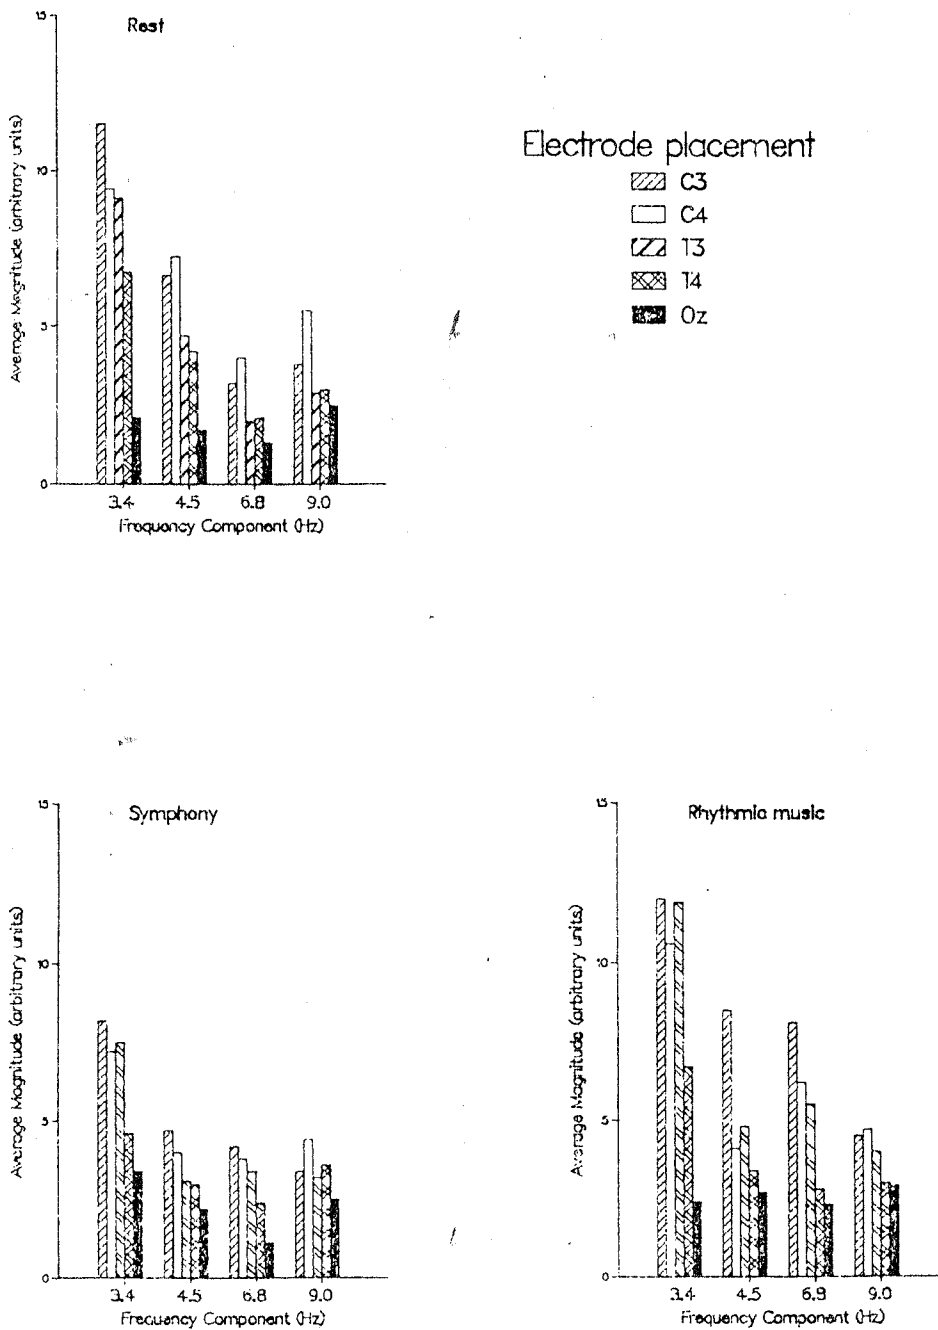 Rest
15
10
5
0
Average Magnitude (arbitrary units)
3.4 4.5 6.8 9.0
Frequency Component (Hz)
Electrode placement
C3
C4
T3
T4
Oz
Symphony
15
10
5
0
Average Magnitude (arbitrary units)
3.4 4.5 6.8 9.0
Frequency Component (Hz)
Rhythmic music
15
10
5
0
Average Magnitude (arbitrary units)
3.4 4.5 6.8 9.0
Frequency Component (Hz)